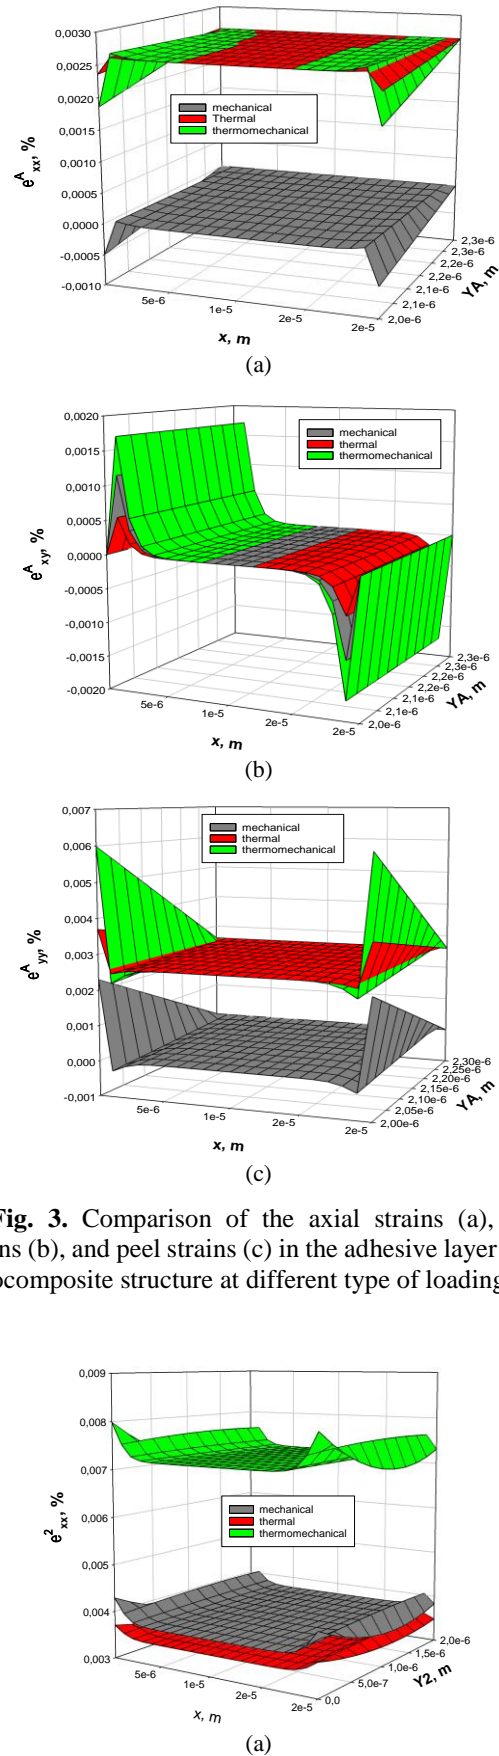 0,0030
0,0025
0,0020
0,0015
0,0010
0,0005
0,0000
-0,0005
-0,0010
e^A_xx, %
mechanical
Thermal
thermomechanical
5e-6
1e-5
2e-5
2e-5
x, m
2,0e-6
2,1e-6
2,1e-6
2,2e-6
2,2e-6
2,3e-6
2,3e-6
YA, m
(a)
0,0020
0,0015
0,0010
0,0005
0,0000
-0,0005
-0,0010
-0,0015
-0,0020
e^A_xy, %
mechanical
thermal
thermomechanical
5e-6
1e-5
2e-5
2e-5
x, m
2,0e-6
2,1e-6
2,1e-6
2,2e-6
2,2e-6
2,3e-6
2,3e-6
YA, m
(b)
0,007
0,006
0,005
0,004
0,003
0,002
0,001
0,000
-0,001
e^A_yy, %
mechanical
thermal
thermomechanical
5e-6
1e-5
2e-5
2e-5
x, m
2,00e-6
2,05e-6
2,10e-6
2,15e-6
2,20e-6
2,25e-6
2,30e-6
YA, m
(c)
ig. 3. Comparison of the axial strains (a),
ns (b), and peel strains (c) in the adhesive layer
ocomposite structure at different type of loading
0,009
0,008
0,007
0,006
0,005
0,004
0,003
e^2_xx, %
mechanical
thermal
thermomechanical
5e-6
1e-5
2e-5
2e-5
x, m
0,0
5,0e-7
1,0e-6
1,5e-6
2,0e-6
Y2, m
(a)